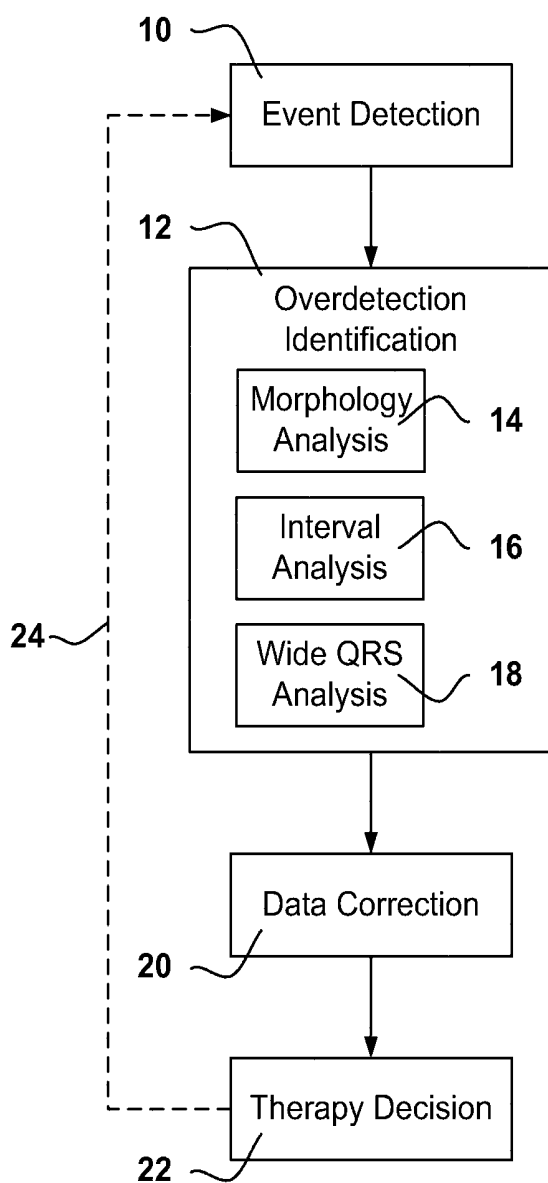 10
Event Detection
12
Overdetection
Identification
Morphology
Analysis
14
Interval
Analysis
16
24
Wide QRS
Analysis
18
Data Correction
20
Therapy Decision
22